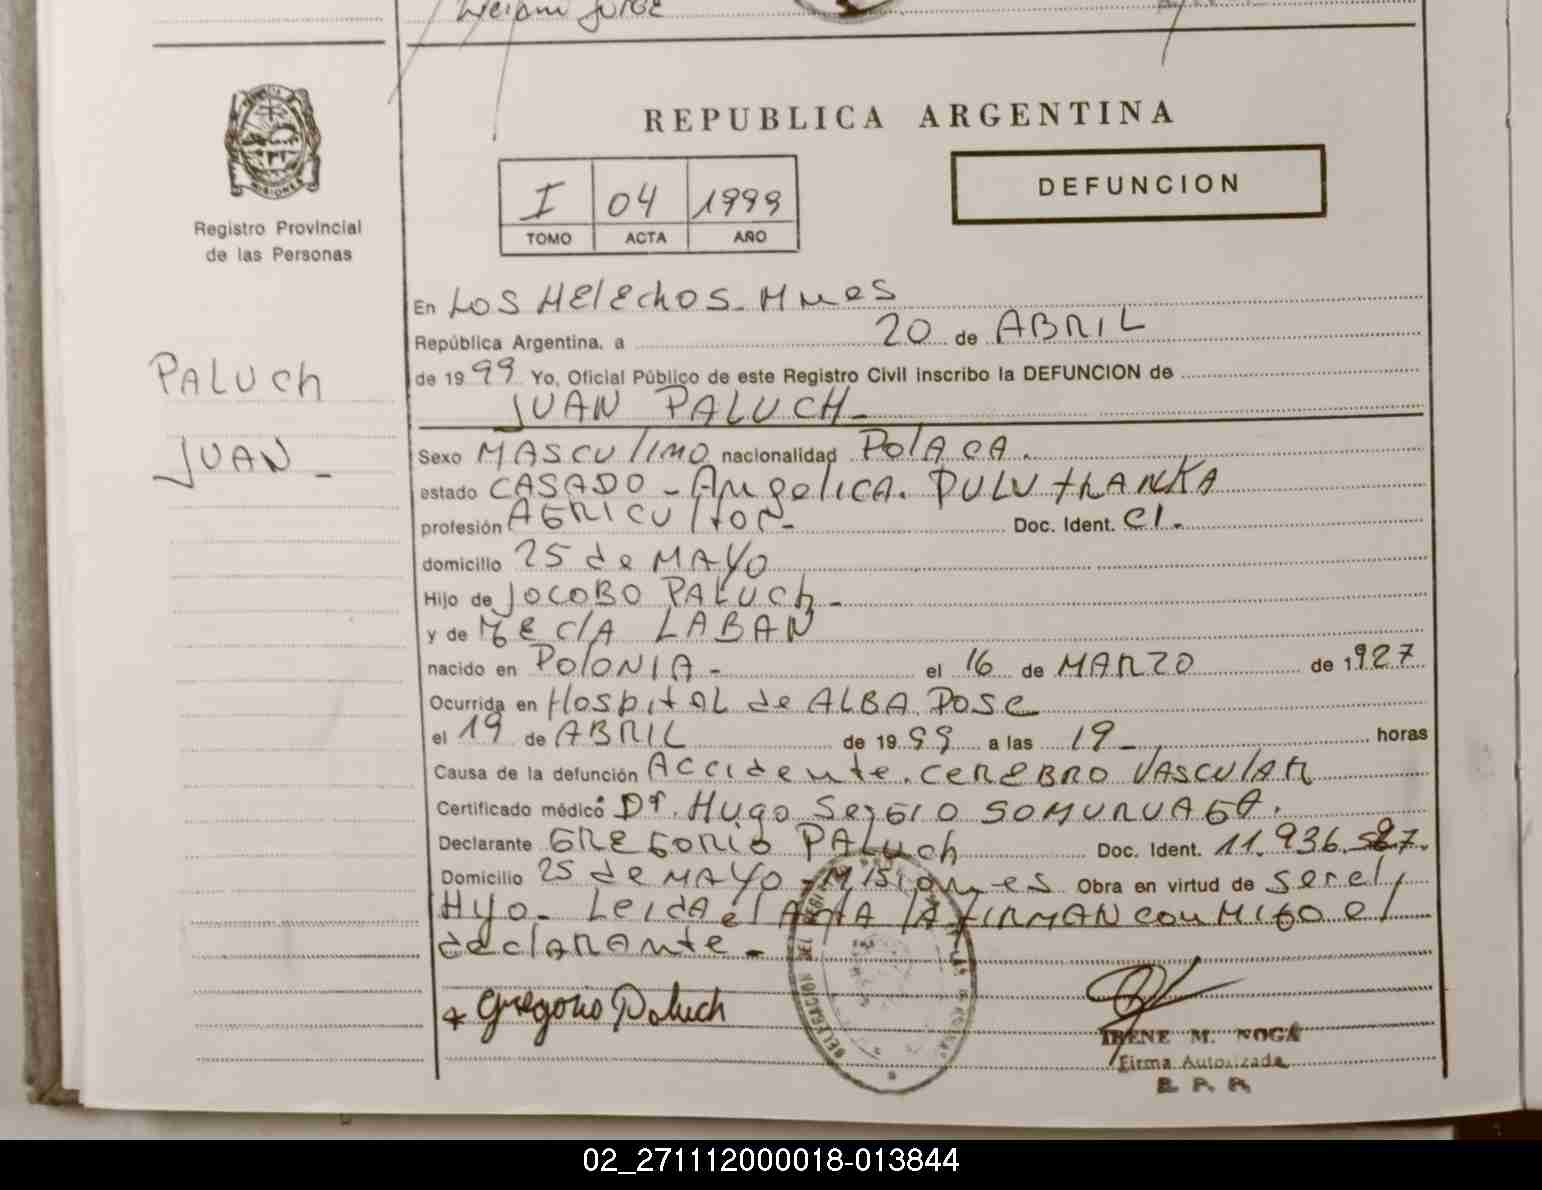 JORGE
REPUBLICA ARGENTINA
DEFUNCION
I 04 1999
TOMO ACTA AÑO
Registro Provincial
de las Personas
PALUCH
JUAN -
En LOS HELECHOS - Mnes
República Argentina, a 20 de ABRIL
de 1999 Yo, Oficial Público de este Registro Civil inscribo la DEFUNCION de
JUAN PALUCH -
Sexo MASCULINO nacionalidad POLACA.
estado CASADO - Angelica. DULUTRANKA
profesión AGRICULTOR - Doc. Ident. CI.
domicilio 25 de MAYO
Hijo de JOCOBO PALUCH -
y de LABAN
nacido en POLONIA - el 16 de MARZO de 1927
Ocurrida en Hospital de ALBA POSE
el 19 de ABRIL de 1999 a las 19 - horas
Causa de la defunción Accidente. CEREBRO VASCULAR
Certificado médico Dr. Hugo SERGIO SOMURUAGA.
Declarante GREGORIO PALUCH Doc. Ident. 11.936.587.
Domicilio 25 de MAYO - MISIONES Obra en virtud de ser el
Hijo - Leida el Acta LA FIRMAN conMIGO el
declarante -
Gregorio Paluch
DELEGACION DEL
IRENE M. NOGA
Firma Autorizada
02_271112000018-013844